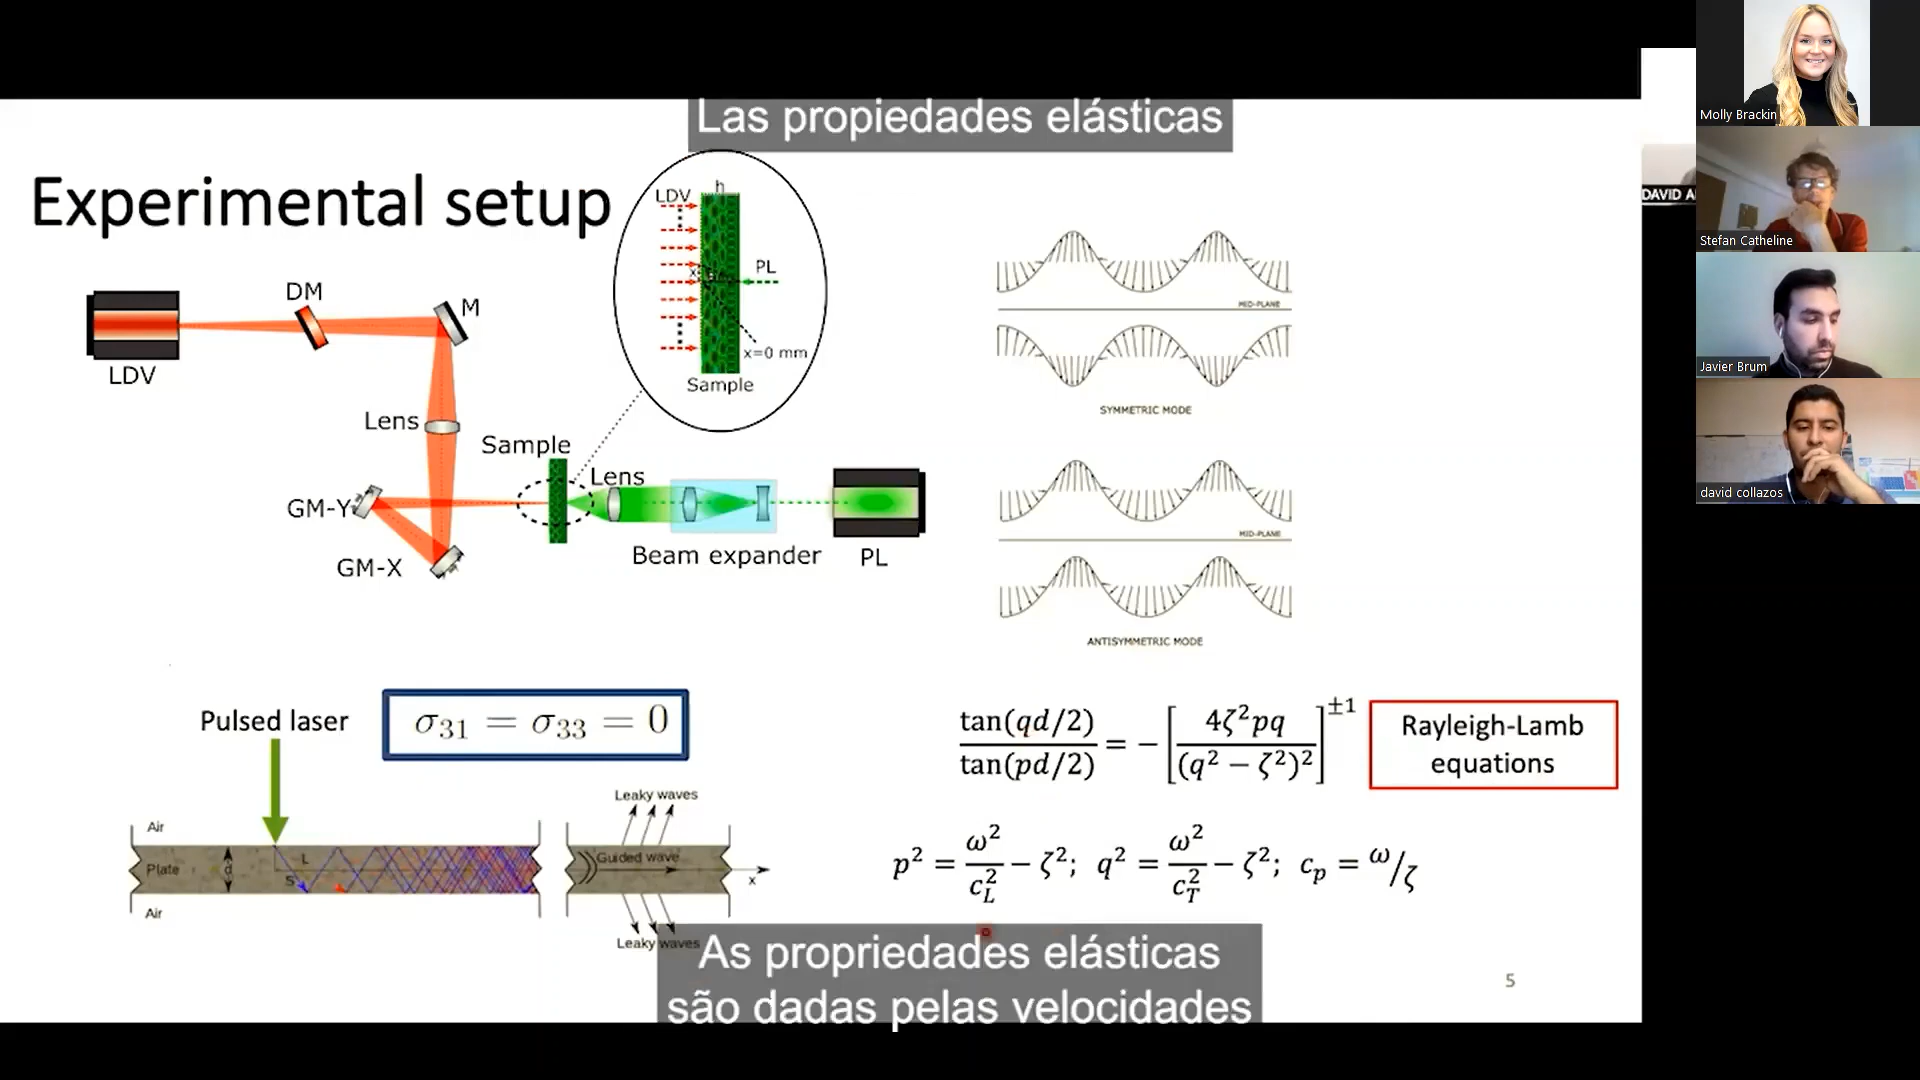 Las propiedades elásticas
Experimental setup
LDV
DM
M
Lens
GM-Y
GM-X
Sample
Lens
Beam expander
PL
LDV
h
PL
x=0 mm
Sample
MID-PLANE
SYMMETRIC MODE
MID-PLANE
ANTISYMMETRIC MODE
Pulsed laser
σ31 = σ33 = 0
Air
Plate
d
L
S
Air
Leaky waves
Guided wave
x
Leaky waves
tan(qd/2)/tan(pd/2) = −[4ζ²pq/(q² − ζ²)²]^±1
Rayleigh-Lamb
equations
p² = ω²/c_L² − ζ²; q² = ω²/c_T² − ζ²; c_p = ω/ζ
As propriedades elásticas
são dadas pelas velocidades
5
Molly Brackin
DAVID A
Stefan Catheline
Javier Brum
david collazos